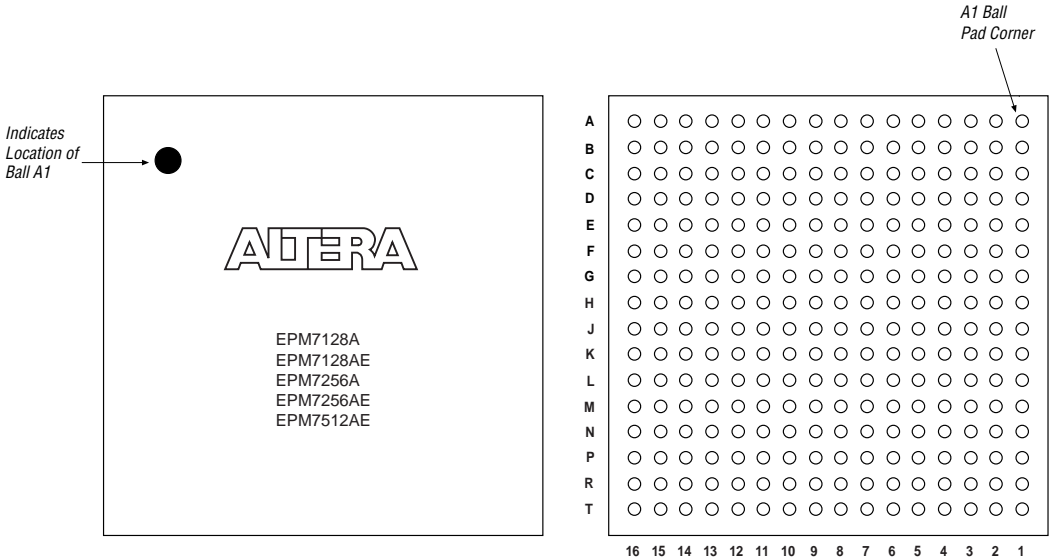 A1 Ball
Pad Corner
Indicates
Location of
Ball A1
ALTERA
EPM7128A
EPM7128AE
EPM7256A
EPM7256AE
EPM7512AE
A
B
C
D
E
F
G
H
J
K
L
M
N
P
R
T
16 15 14 13 12 11 10 9 8 7 6 5 4 3 2 1